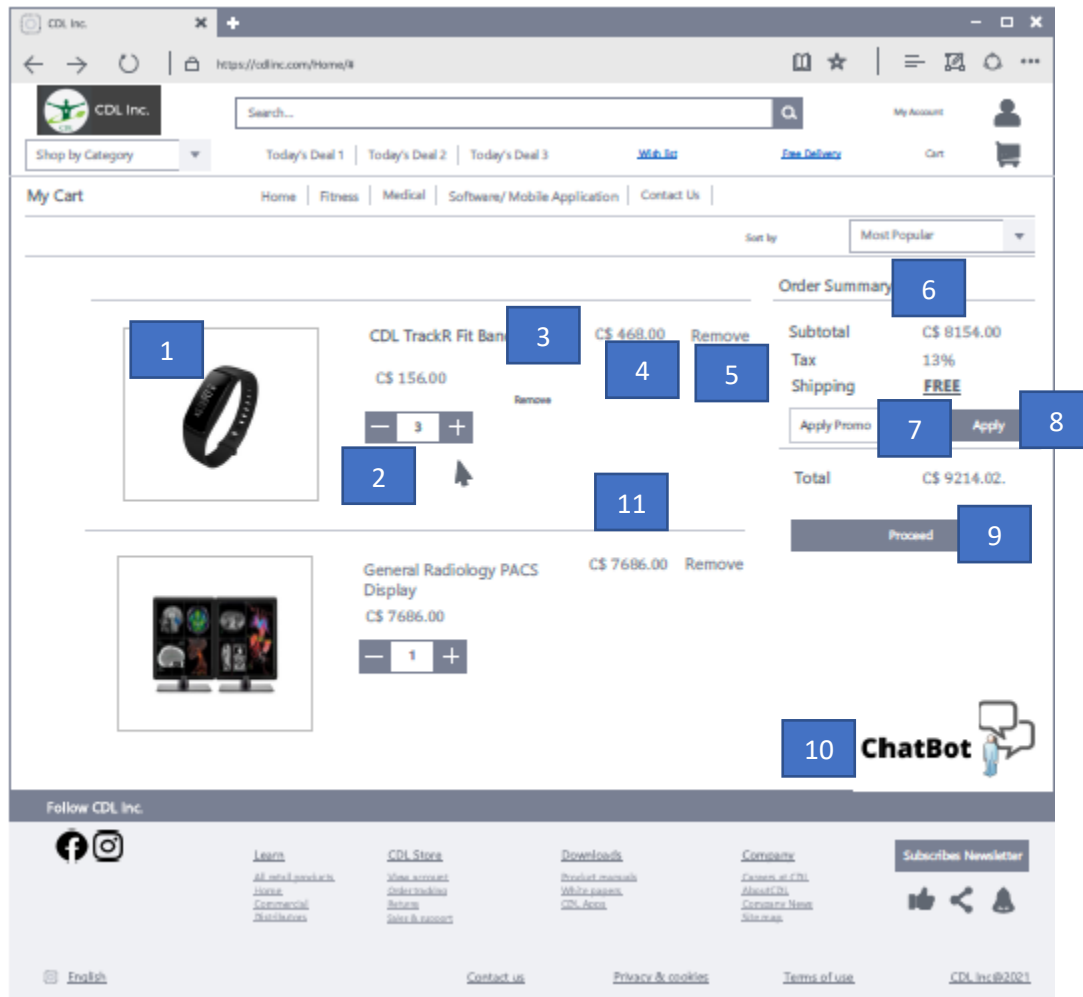 CDL Inc.
https://cdlinc.com/Home/#
CDL Inc.
CDL
Search...
My Account
Shop by Category
Today's Deal 1
Today's Deal 2
Today's Deal 3
Wish list
Free Delivery
Cart
My Cart
Home
Fitness
Medical
Software/ Mobile Application
Contact Us
Sort by
Most Popular
Order Summary
6
1
CDL TrackR Fit Band
3
C$ 468.00
Remove
4
5
C$ 156.00
Remove
3
2
Subtotal
C$ 8154.00
Tax
13%
Shipping
FREE
Apply Promo
7
Apply
8
Total
C$ 9214.02.
11
Proceed
9
General Radiology PACS
Display
C$ 7686.00
Remove
C$ 7686.00
1
10
ChatBot
Follow CDL Inc.
Learn
All retail products
Home
Commercial
Distributors
CDL Store
View account
Order tracking
Returns
Sales & support
Downloads
Product manuals
White papers
CDL Apps
Company
Careers at CDL
AboutCDL
Company News
Site map
Subscribes Newsletter
English
Contact us
Privacy & cookies
Terms of use
CDL Inc@2021